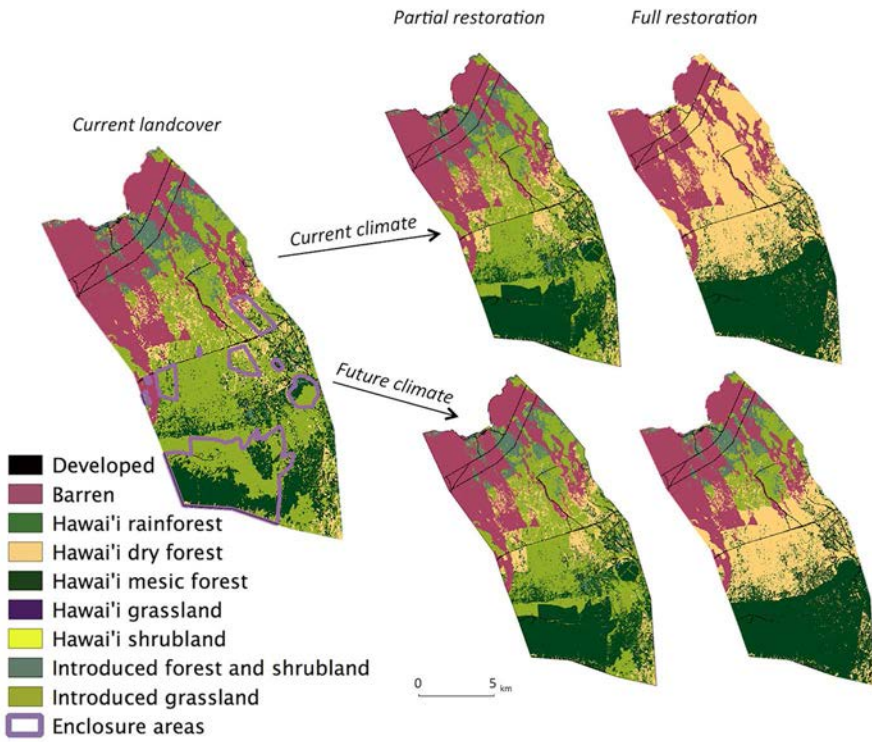 Partial restoration
Full restoration
Current landcover
Current climate
Future climate
Developed
Barren
Hawai'i rainforest
Hawai'i dry forest
Hawai'i mesic forest
Hawai'i grassland
Hawai'i shrubland
Introduced forest and shrubland
Introduced grassland
Enclosure areas
0 5 km